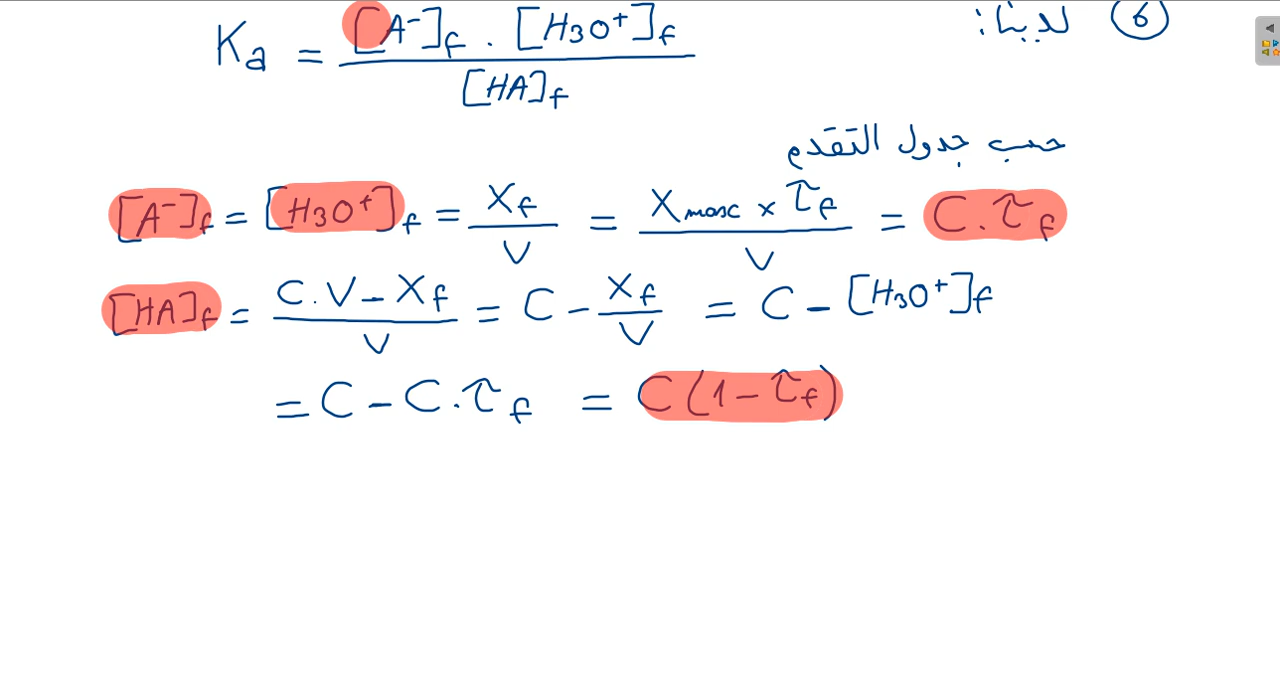 6 لدينا:
Ka = [A⁻]f . [H3O⁺]f / [HA]f
حسب جدول التقدم
[A⁻]f = [H3O⁺]f = Xf / V = Xmax × τf / V = C.τf
[HA]f = C.V - Xf / V = C - Xf / V = C - [H3O⁺]f
= C - C.τf = C(1 - τf)